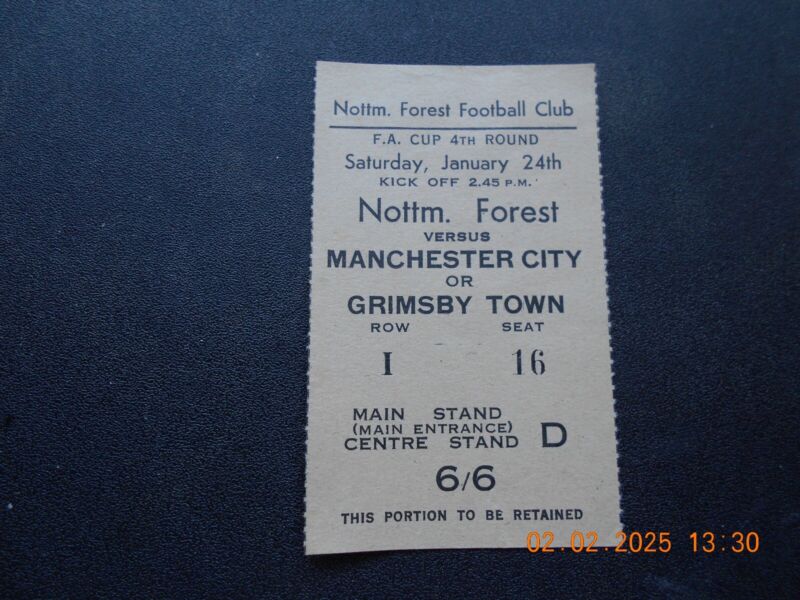 Nottm. Forest Football Club
F.A. CUP 4TH ROUND
Saturday, January 24th
KICK OFF 2.45 P.M.
Nottm. Forest
VERSUS
MANCHESTER CITY
OR
GRIMSBY TOWN
ROW SEAT
I 16
MAIN STAND
(MAIN ENTRANCE)
CENTRE STAND D
6/6
THIS PORTION TO BE RETAINED
02.02.2025 13:30